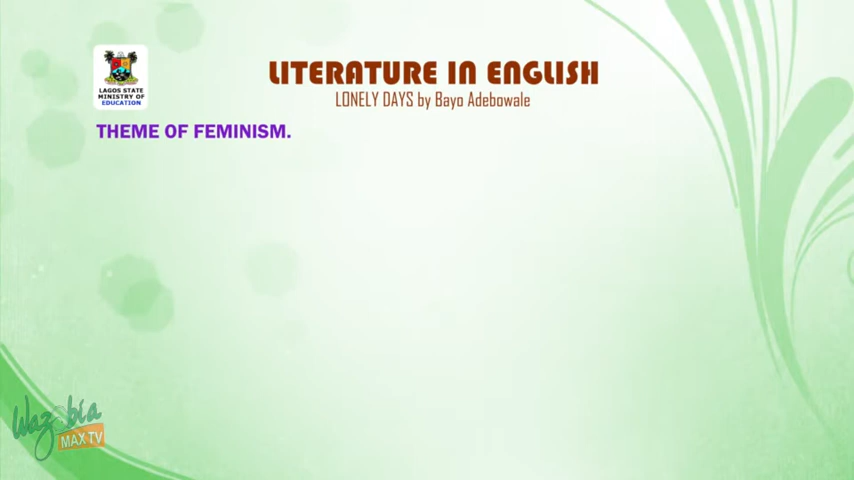 LITERATURE IN ENGLISH
LONELY DAYS by Bayo Adebowale
LAGOS STATE
MINISTRY OF
EDUCATION
THEME OF FEMINISM.
Wazobia
MAX TV